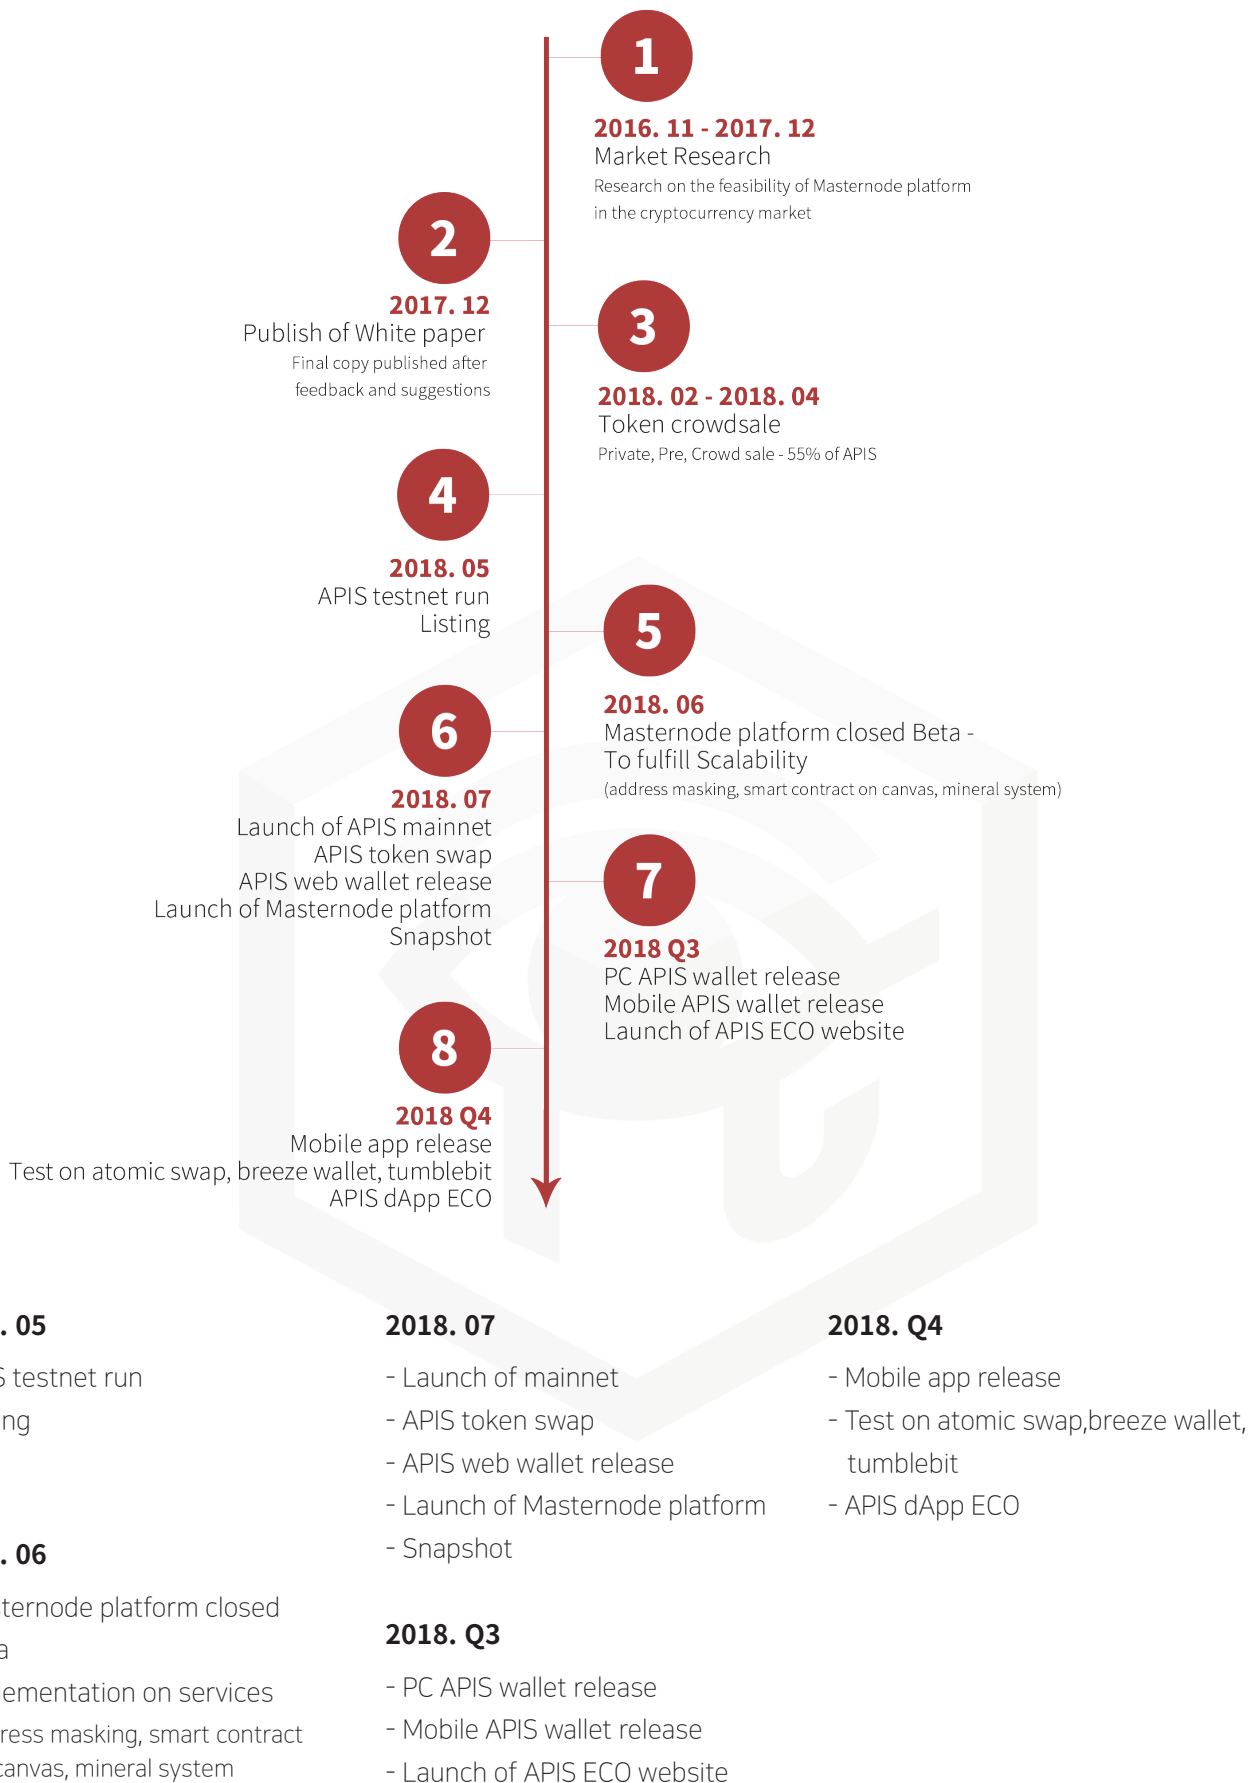 1
2016. 11 - 2017. 12
Market Research
Research on the feasibility of Masternode platform
in the cryptocurrency market
2
2017. 12
Publish of White paper
Final copy published after
feedback and suggestions
3
2018. 02 - 2018. 04
Token crowdsale
Private, Pre, Crowd sale - 55% of APIS
4
2018. 05
APIS testnet run
Listing
5
2018. 06
Masternode platform closed Beta -
To fulfill Scalability
(address masking, smart contract on canvas, mineral system)
6
2018. 07
Launch of APIS mainnet
APIS token swap
APIS web wallet release
Launch of Masternode platform
Snapshot
7
2018 Q3
PC APIS wallet release
Mobile APIS wallet release
Launch of APIS ECO website
8
2018 Q4
Mobile app release
Test on atomic swap, breeze wallet, tumblebit
APIS dApp ECO
. 05
S testnet run
ng
. 06
ternode platform closed
a
lementation on services
ress masking, smart contract
canvas, mineral system
2018. 07
- Launch of mainnet
- APIS token swap
- APIS web wallet release
- Launch of Masternode platform
- Snapshot
2018. Q3
- PC APIS wallet release
- Mobile APIS wallet release
- Launch of APIS ECO website
2018. Q4
- Mobile app release
- Test on atomic swap,breeze wallet,
tumblebit
- APIS dApp ECO